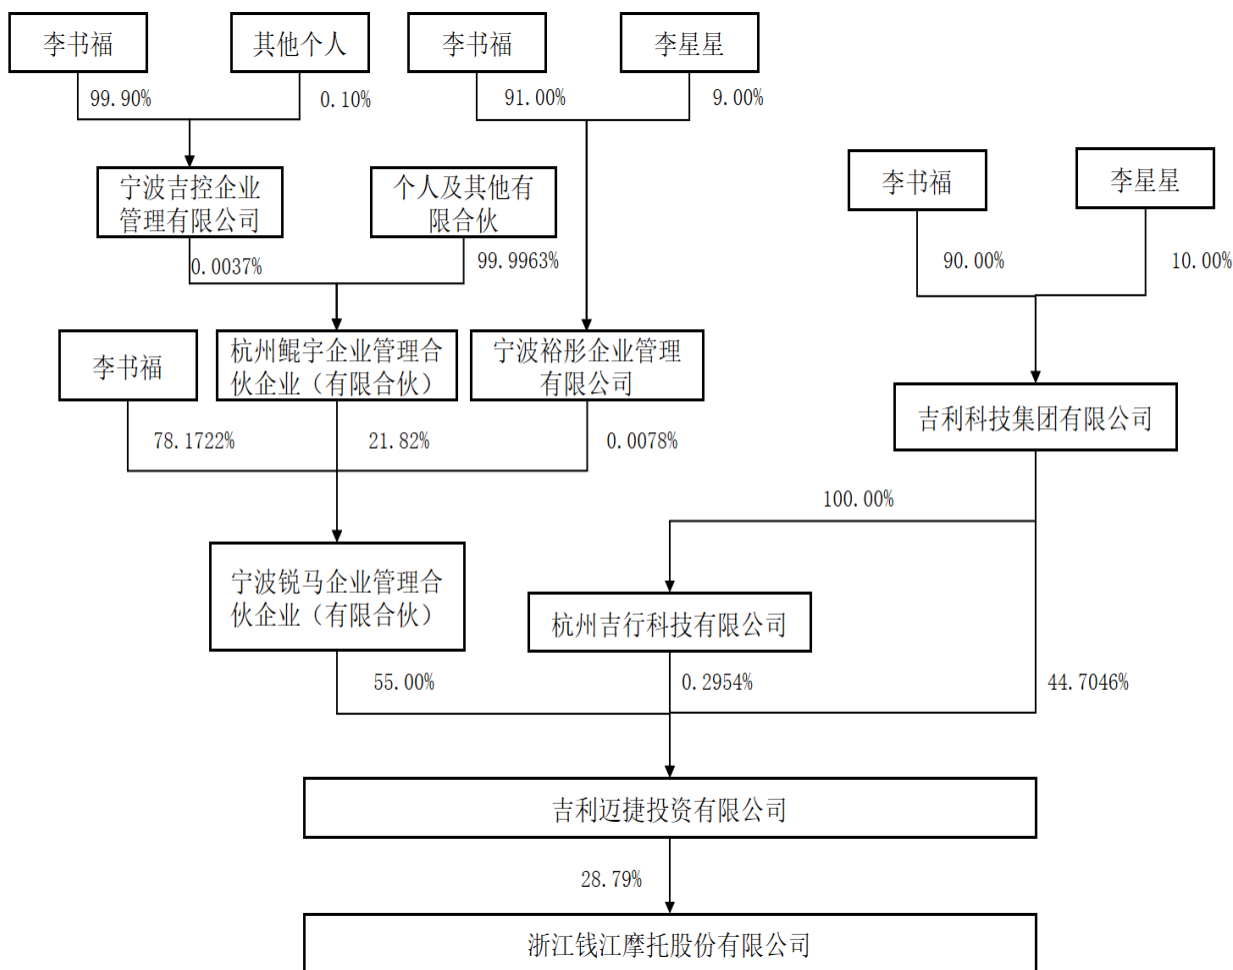 李书福
其他个人
李书福
李星星
99.90%
0.10%
91.00%
9.00%
李书福
李星星
宁波吉控企业
管理有限公司
个人及其他有
限合伙
0.0037%
99.9963%
90.00%
10.00%
李书福
杭州鲲宇企业管理合
伙企业（有限合伙）
宁波裕彤企业管理
有限公司
吉利科技集团有限公司
78.1722%
21.82%
0.0078%
100.00%
宁波锐马企业管理合
伙企业（有限合伙）
杭州吉行科技有限公司
55.00%
0.2954%
44.7046%
吉利迈捷投资有限公司
28.79%
浙江钱江摩托股份有限公司